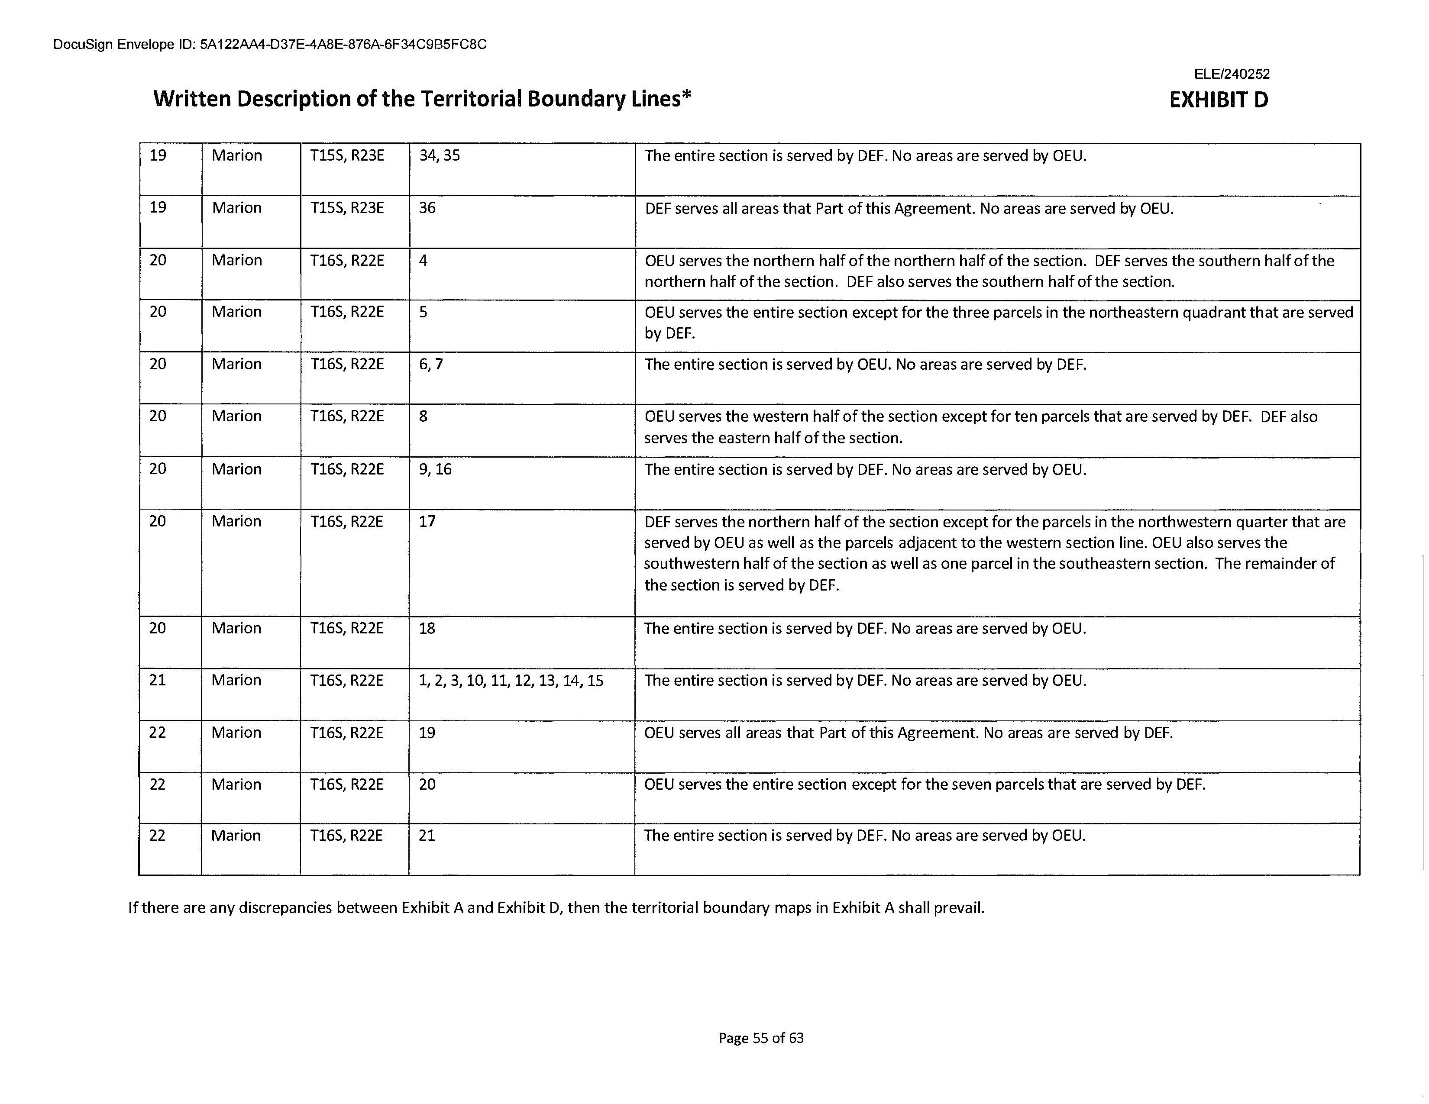 DocuSign Envelope ID: 5A122AA4-D37E-4A8E-876A-6F34C9B5FC8C
ELE/240252
Written Description of the Territorial Boundary Lines* EXHIBIT D
19 Marion T15S, R23E 34, 35 The entire section is served by DEF. No areas are served by OEU.
19 Marion T15S, R23E 36 DEF serves all areas that Part of this Agreement. No areas are served by OEU.
20 Marion T16S, R22E 4 OEU serves the northern half of the northern half of the section. DEF serves the southern half of the
northern half of the section. DEF also serves the southern half of the section.
20 Marion T16S, R22E 5 OEU serves the entire section except for the three parcels in the northeastern quadrant that are served
by DEF.
20 Marion T16S, R22E 6, 7 The entire section is served by OEU. No areas are served by DEF.
20 Marion T16S, R22E 8 OEU serves the western half of the section except for ten parcels that are served by DEF. DEF also
serves the eastern half of the section.
20 Marion T16S, R22E 9, 16 The entire section is served by DEF. No areas are served by OEU.
20 Marion T16S, R22E 17 DEF serves the northern half of the section except for the parcels in the northwestern quarter that are
served by OEU as well as the parcels adjacent to the western section line. OEU also serves the
southwestern half of the section as well as one parcel in the southeastern section. The remainder of
the section is served by DEF.
20 Marion T16S, R22E 18 The entire section is served by DEF. No areas are served by OEU.
21 Marion T16S, R22E 1, 2, 3, 10, 11, 12, 13, 14, 15 The entire section is served by DEF. No areas are served by OEU.
22 Marion T16S, R22E 19 OEU serves all areas that Part of this Agreement. No areas are served by DEF.
22 Marion T16S, R22E 20 OEU serves the entire section except for the seven parcels that are served by DEF.
22 Marion T16S, R22E 21 The entire section is served by DEF. No areas are served by OEU.
If there are any discrepancies between Exhibit A and Exhibit D, then the territorial boundary maps in Exhibit A shall prevail.
Page 55 of 63